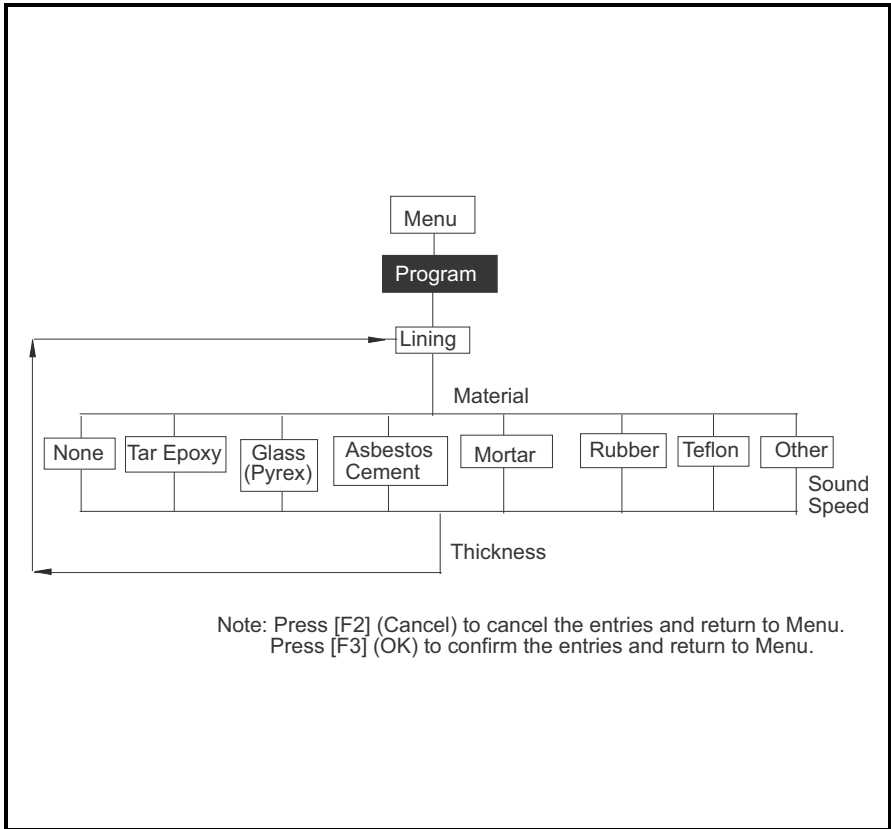 Menu
Program
Lining
Material
None
Tar Epoxy
Glass
(Pyrex)
Asbestos
Cement
Mortar
Rubber
Teflon
Other
Sound
Speed
Thickness
Note: Press [F2] (Cancel) to cancel the entries and return to Menu.
Press [F3] (OK) to confirm the entries and return to Menu.